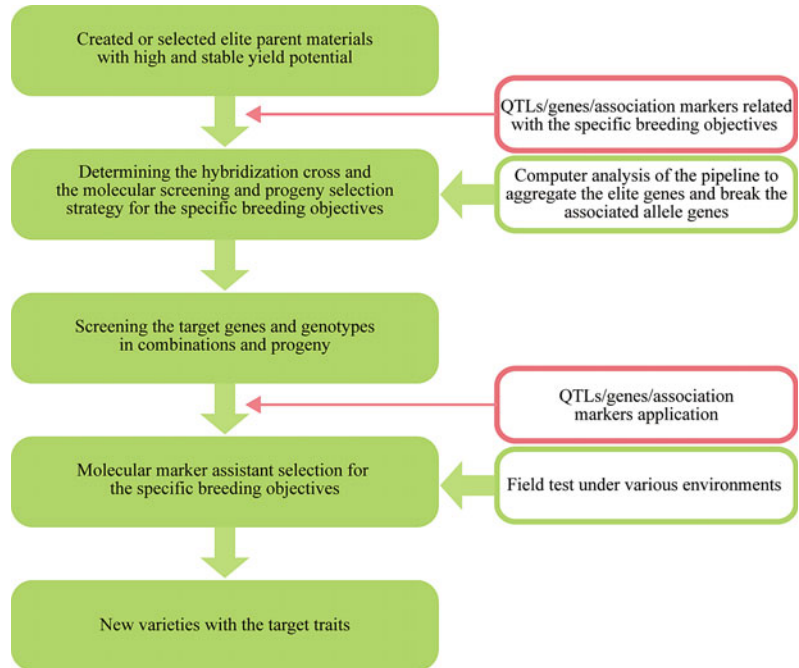 Created or selected elite parent materials
with high and stable yield potential
QTLs/genes/association markers related
with the specific breeding objectives
Determining the hybridization cross and
the molecular screening and progeny selection
strategy for the specific breeding objectives
Computer analysis of the pipeline to
aggregate the elite genes and break the
associated allele genes
Screening the target genes and genotypes
in combinations and progeny
QTLs/genes/association
markers application
Molecular marker assistant selection for
the specific breeding objectives
Field test under various environments
New varieties with the target traits